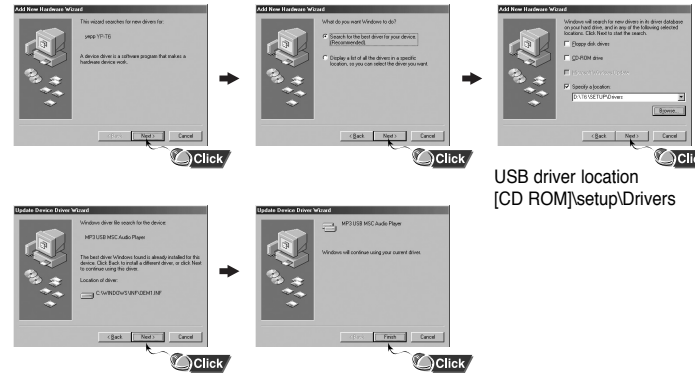 Add New Hardware Wizard
This wizard searches for new drivers for:
yepp YP-T6
A device driver is a software program that makes a
hardware device work.
Next >
Cancel
Click
Add New Hardware Wizard
What do you want Windows to do?
Search for the best driver for your device.
(Recommended).
Display a list of all the drivers in a specific
location, so you can select the driver you want.
< Back
Next >
Cancel
Click
Add New Hardware Wizard
Windows will search for new drivers in its driver database
on your hard drive, and in any of the following selected
locations. Click Next to start the search.
Floppy disk drives
CD-ROM drive
Specify a location:
D:\T6\SETUP\Drivers
Browse...
< Back
Next >
Cancel
Clic
USB driver location
[CD ROM]\setup\Drivers
Update Device Driver Wizard
Windows driver file search for the device:
MP3 USB MSC Audio Player
The best driver Windows found is already installed for this
device. Click Back to install a different driver, or click Next
to continue using this driver.
Location of driver:
C:\WINDOWS\INF\OEM1.INF
< Back
Next >
Cancel
Click
Update Device Driver Wizard
MP3 USB MSC Audio Player
Windows will continue using your current driver.
Finish
Cancel
Click